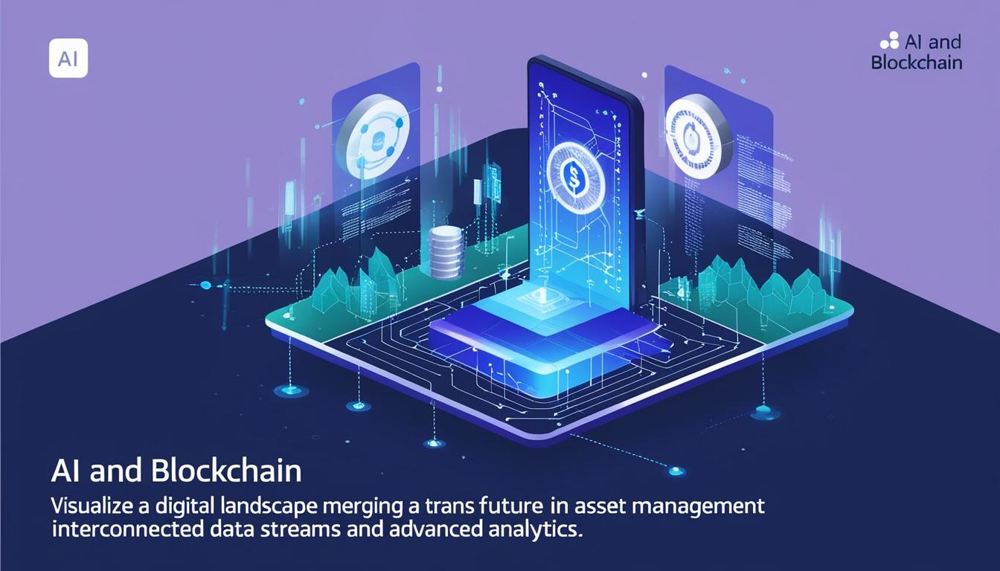 AI
AI and
Blockchain
$
AI and Blockchain
Visualize a digital landscape merging a trans future in asset management
interconnected data streams and advanced analytics.